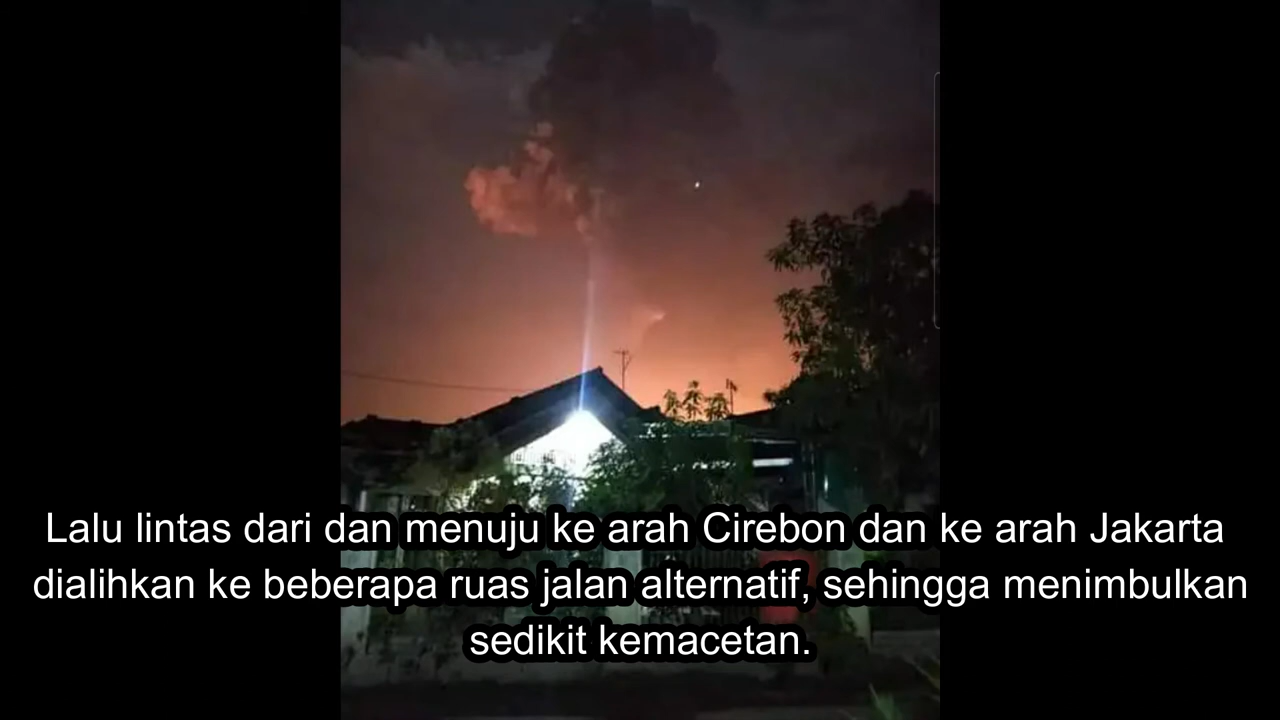 Lalu lintas dari dan menuju ke arah Cirebon dan ke arah Jakarta
dialihkan ke beberapa ruas jalan alternatif, sehingga menimbulkan
sedikit kemacetan.